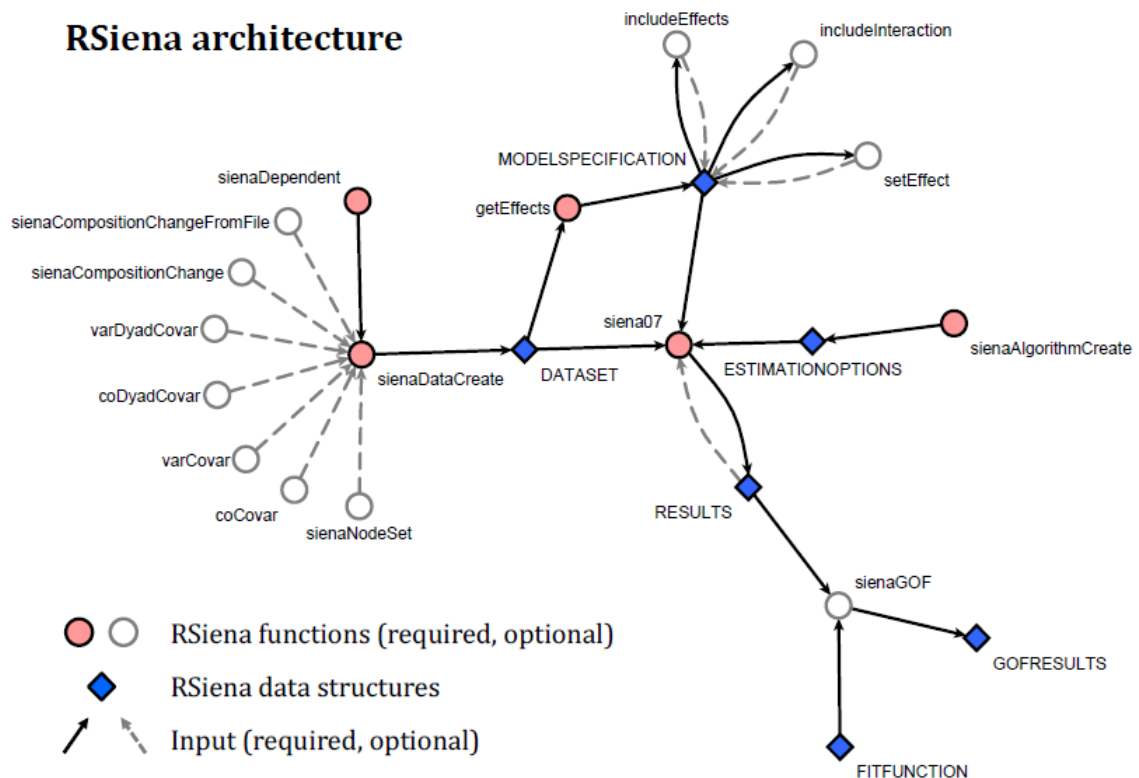 RSiena architecture
includeEffects
includeInteraction
MODELSPECIFICATION
setEffect
sienaDependent
getEffects
sienaCompositionChangeFromFile
sienaCompositionChange
varDyadCovar
siena07
sienaAlgorithmCreate
sienaDataCreate
DATASET
ESTIMATIONOPTIONS
coDyadCovar
varCovar
coCovar
sienaNodeSet
RESULTS
sienaGOF
RSiena functions (required, optional)
GOFRESULTS
RSiena data structures
Input (required, optional)
FITFUNCTION